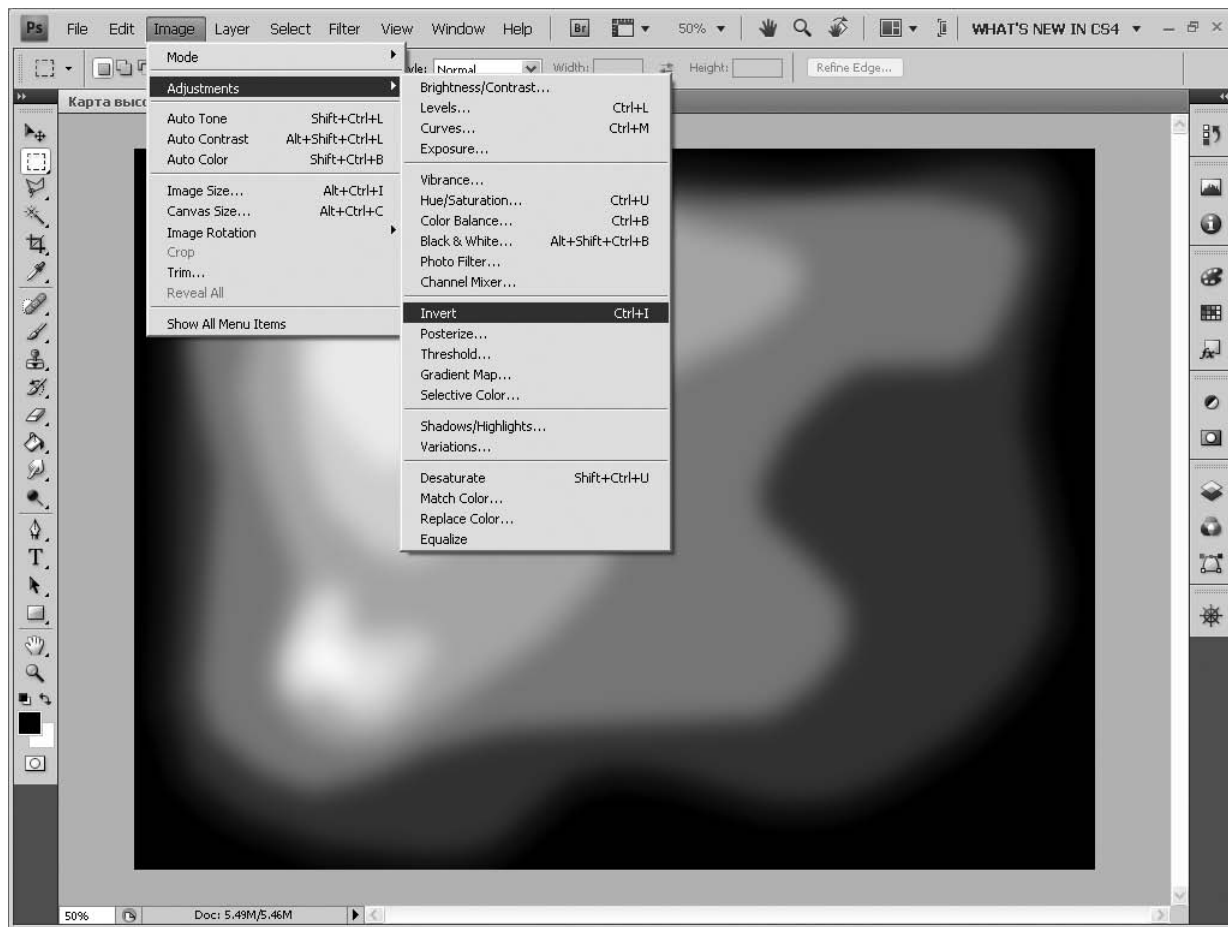 Ps File Edit Image Layer Select Filter View Window Help Br 50% WHAT'S NEW IN CS4
Normal Width: Height: Refine Edge...
Карта
Mode
Adjustments
Auto Tone Shift+Ctrl+L
Auto Contrast Alt+Shift+Ctrl+L
Auto Color Shift+Ctrl+B
Image Size... Alt+Ctrl+I
Canvas Size... Alt+Ctrl+C
Image Rotation
Crop
Trim...
Reveal All
Show All Menu Items
Brightness/Contrast...
Levels... Ctrl+L
Curves... Ctrl+M
Exposure...
Vibrance...
Hue/Saturation... Ctrl+U
Color Balance... Ctrl+B
Black & White... Alt+Shift+Ctrl+B
Photo Filter...
Channel Mixer...
Invert Ctrl+I
Posterize...
Threshold...
Gradient Map...
Selective Color...
Shadows/Highlights...
Variations...
Desaturate Shift+Ctrl+U
Match Color...
Replace Color...
Equalize
50% Doc: 5.49M/5.46M